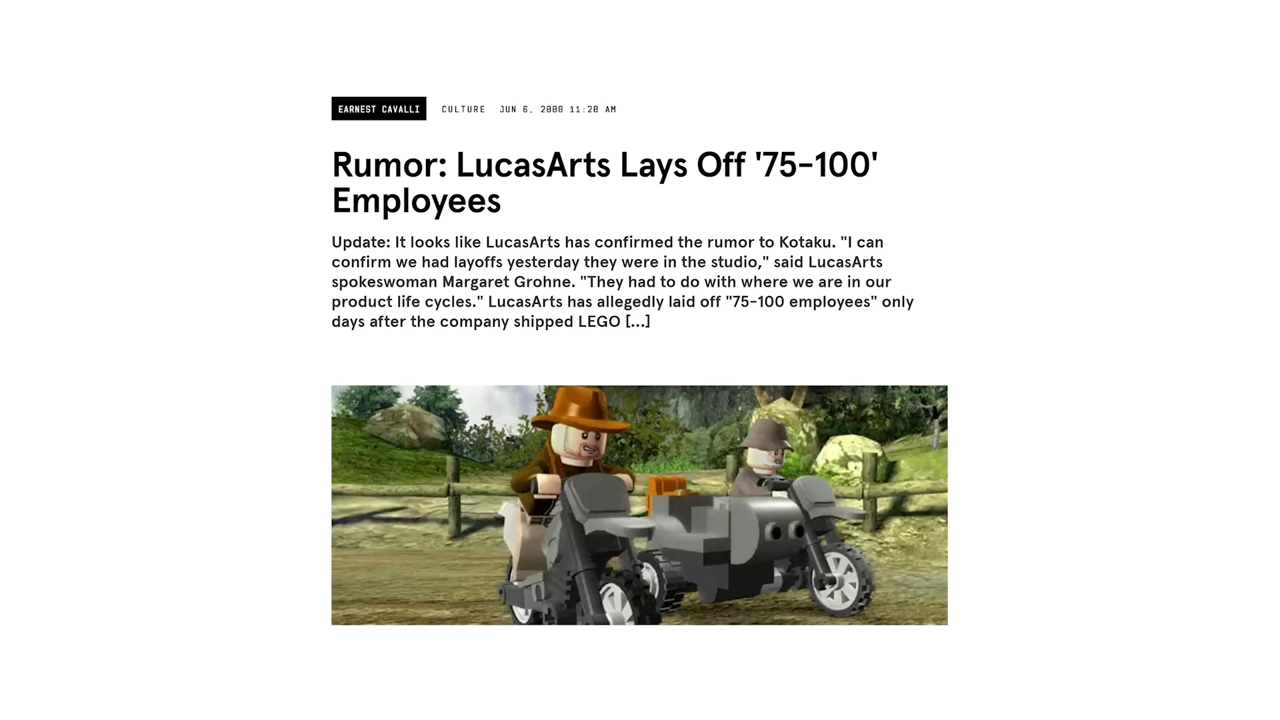 EARNEST CAVALLI CULTURE JUN 6, 2008 11:20 AM
Rumor: LucasArts Lays Off '75-100'
Employees
Update: It looks like LucasArts has confirmed the rumor to Kotaku. "I can
confirm we had layoffs yesterday they were in the studio," said LucasArts
spokeswoman Margaret Grohne. "They had to do with where we are in our
product life cycles." LucasArts has allegedly laid off "75-100 employees" only
days after the company shipped LEGO [...]